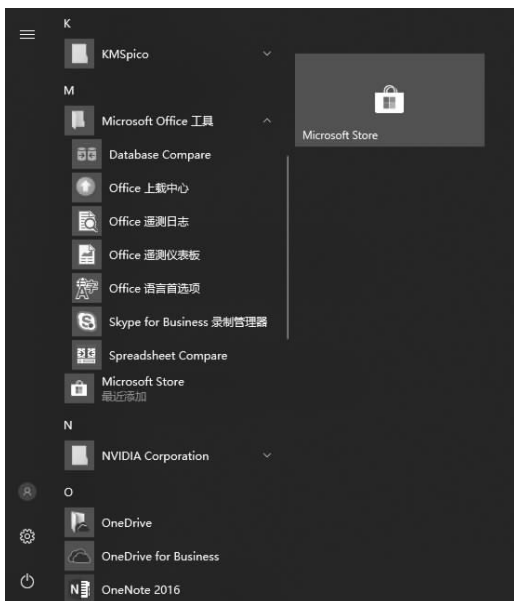 K
KMSpico
M
Microsoft Office 工具
Database Compare
Office 上载中心
Office 遥测日志
Office 遥测仪表板
Office 语言首选项
Skype for Business 录制管理器
Spreadsheet Compare
Microsoft Store
最近添加
N
NVIDIA Corporation
O
OneDrive
OneDrive for Business
OneNote 2016
Microsoft Store